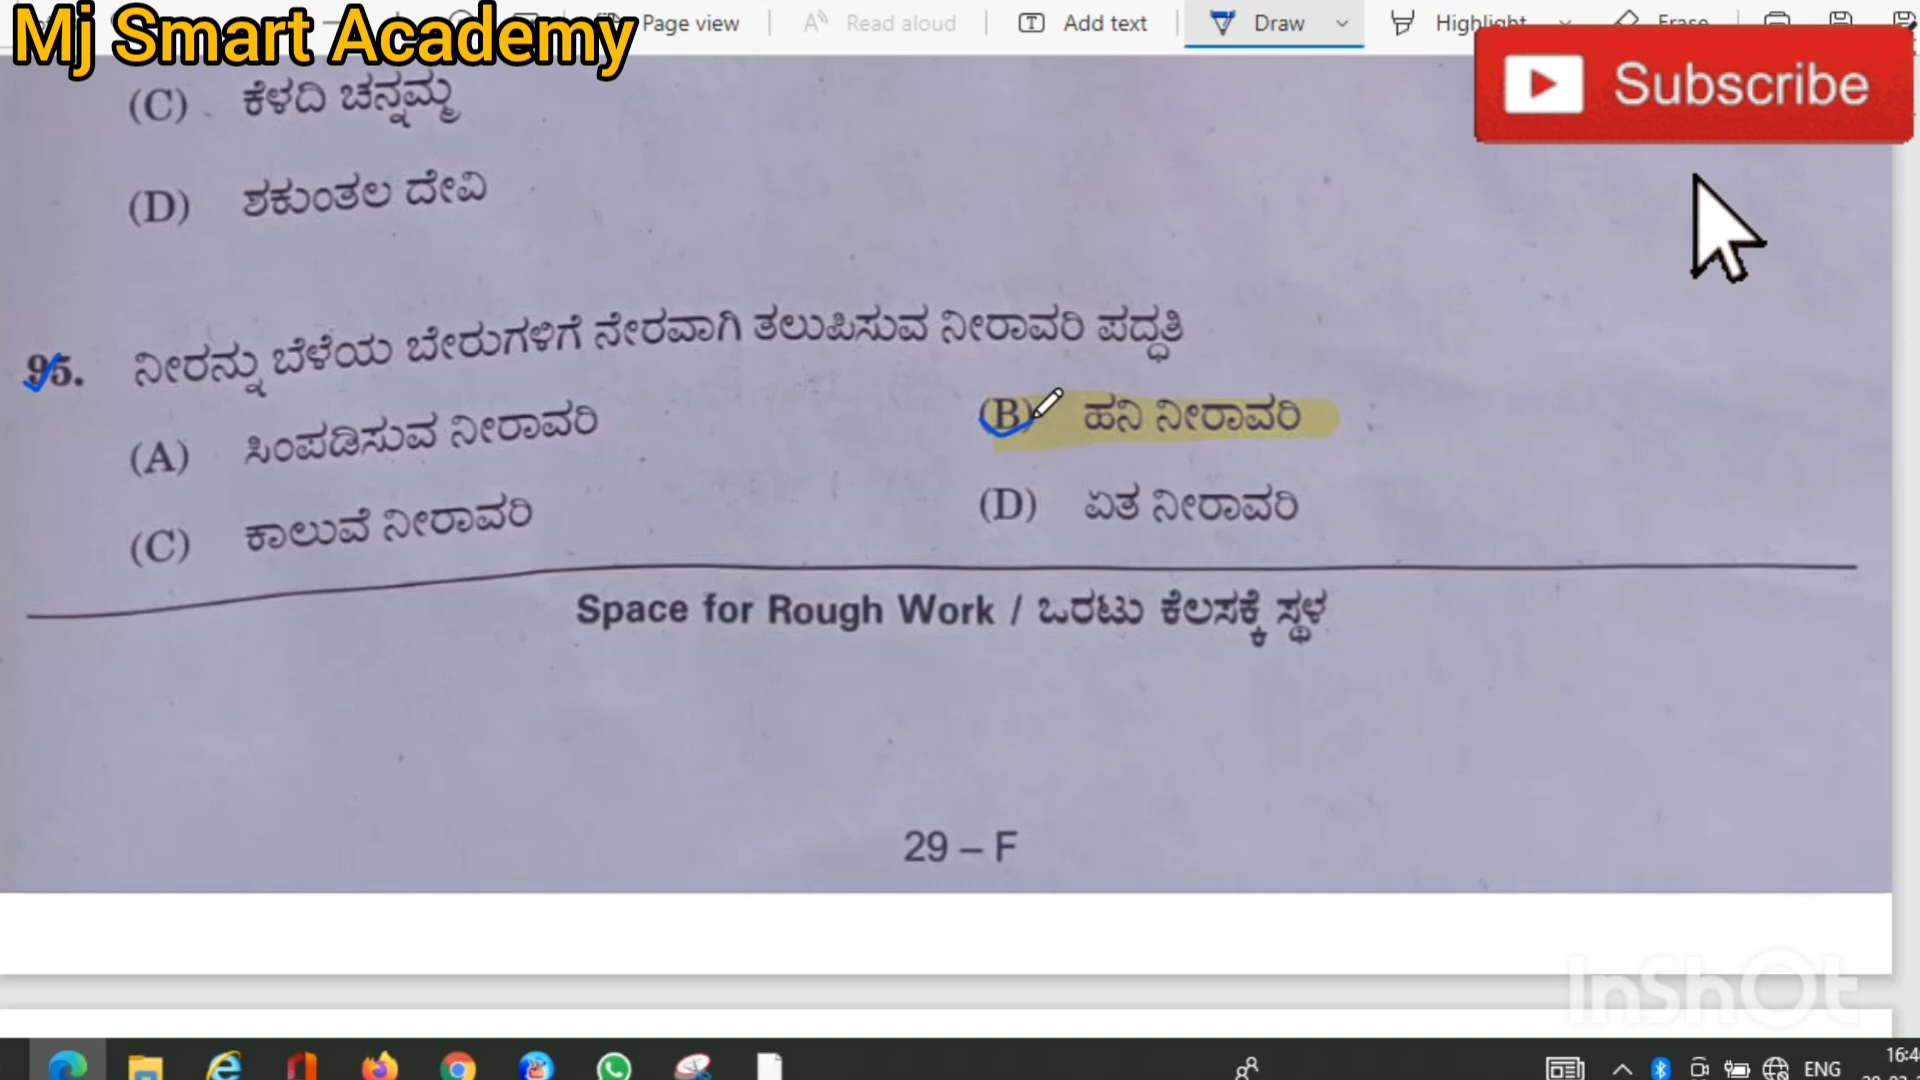 Mj Smart Academy
Page view
Read aloud
Add text
Draw
Highlight
Erase
Subscribe
(C) ಕೆಳದಿ ಚನ್ನಮ್ಮ
(D) ಶಕುಂತಲ ದೇವಿ
95. ನೀರನ್ನು ಬೆಳೆಯ ಬೇರುಗಳಿಗೆ ನೇರವಾಗಿ ತಲುಪಿಸುವ ನೀರಾವರಿ ಪದ್ಧತಿ
(A) ಸಿಂಪಡಿಸುವ ನೀರಾವರಿ
(B) ಹನಿ ನೀರಾವರಿ
(C) ಕಾಲುವೆ ನೀರಾವರಿ
(D) ಏತ ನೀರಾವರಿ
Space for Rough Work / ಒರಟು ಕೆಲಸಕ್ಕೆ ಸ್ಥಳ
29 – F
InShOt
ENG